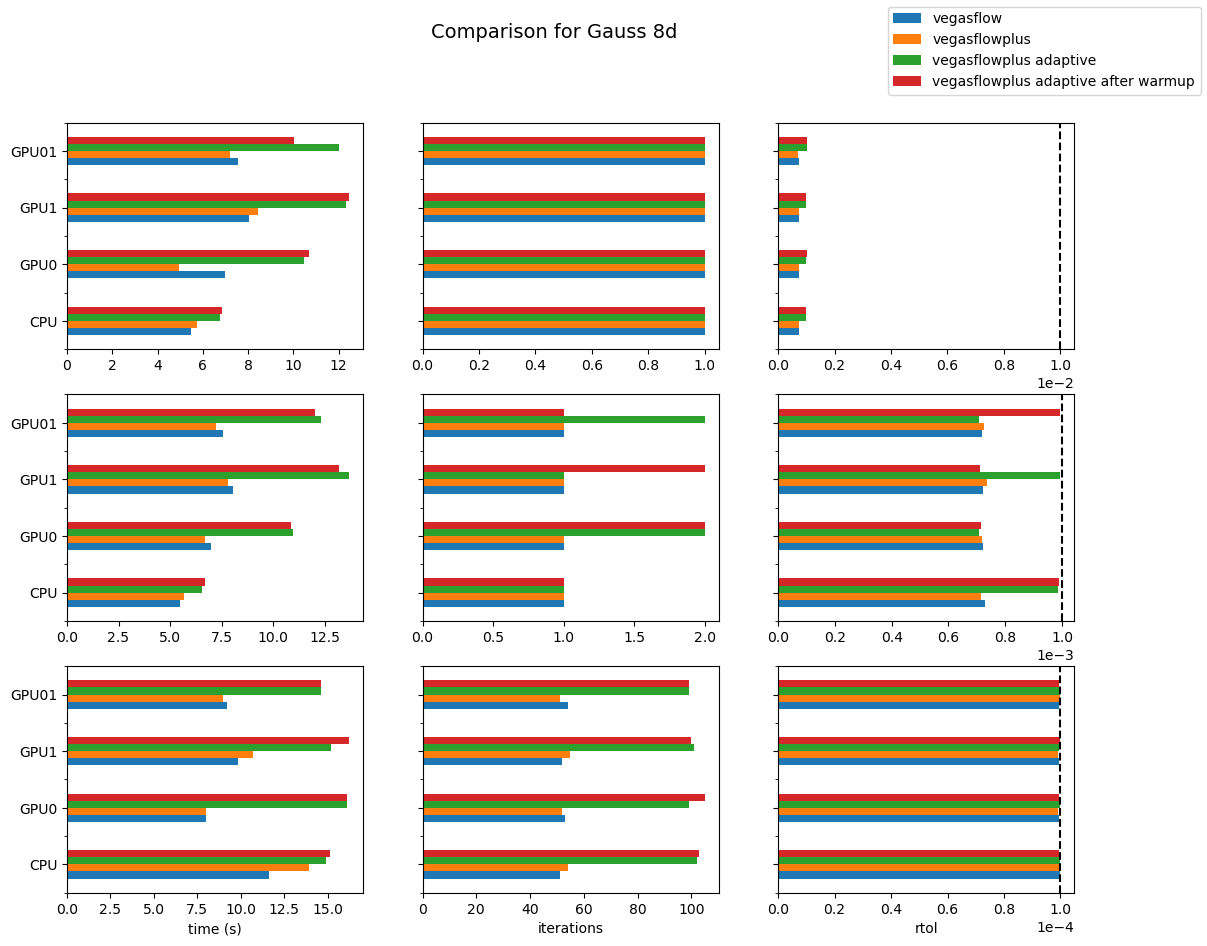 Comparison for Gauss 8d
vegasflow
vegasflowplus
vegasflowplus adaptive
vegasflowplus adaptive after warmup
GPU01
GPU1
GPU0
CPU
0 2 4 6 8 10 12
0.0 0.2 0.4 0.6 0.8 1.0
0.0 0.2 0.4 0.6 0.8 1.0
1e−2
GPU01
GPU1
GPU0
CPU
0.0 2.5 5.0 7.5 10.0 12.5
0.0 0.5 1.0 1.5 2.0
0.0 0.2 0.4 0.6 0.8 1.0
1e−3
GPU01
GPU1
GPU0
CPU
0.0 2.5 5.0 7.5 10.0 12.5 15.0
time (s)
0 20 40 60 80 100
iterations
0.0 0.2 0.4 0.6 0.8 1.0
1e−4
rtol